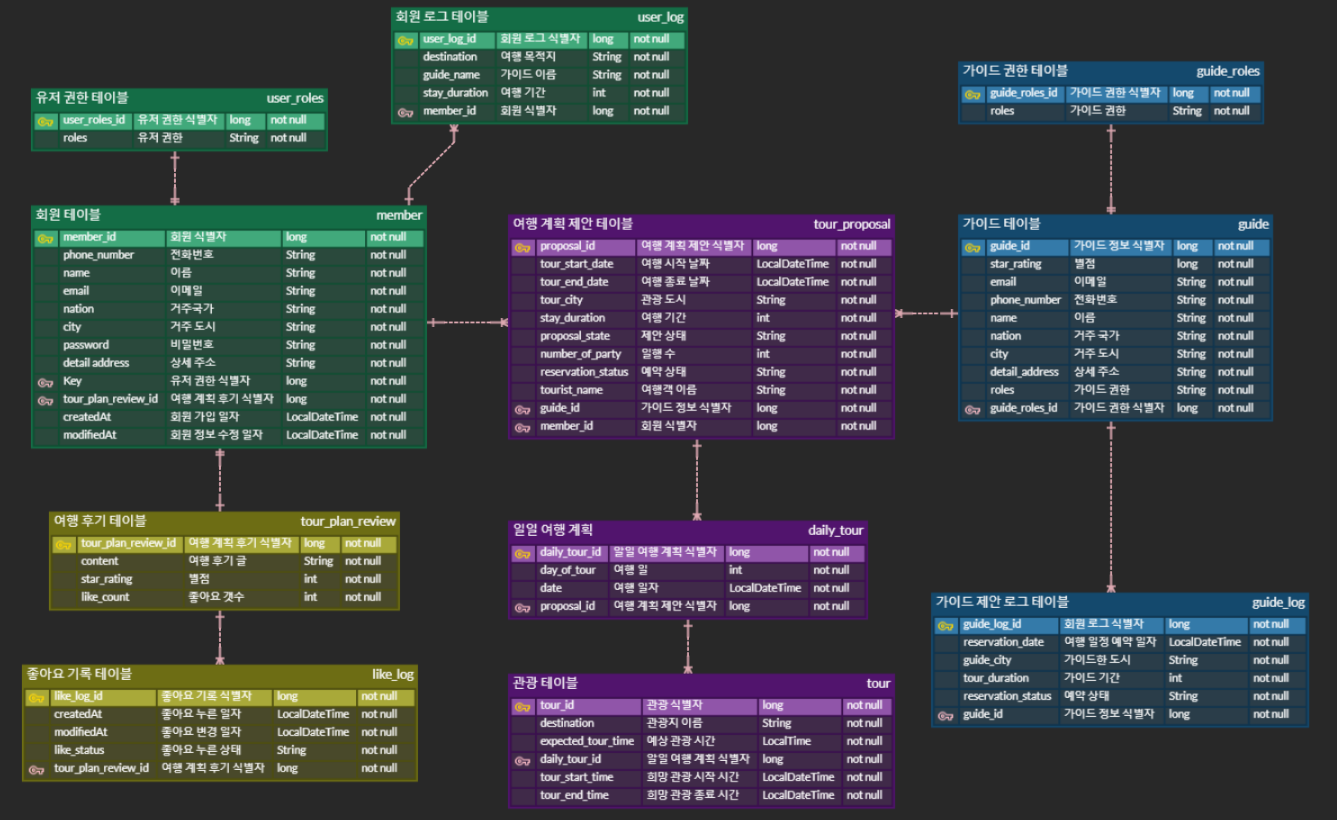 회원 로그 테이블 user_log
user_log_id 회원 로그 식별자 long not null
destination 여행 목적지 String not null
guide_name 가이드 이름 String not null
stay_duration 여행 기간 int not null
member_id 회원 식별자 long not null
유저 권한 테이블 user_roles
user_roles_id 유저 권한 식별자 long not null
roles 유저 권한 String not null
가이드 권한 테이블 guide_roles
guide_roles_id 가이드 권한 식별자 long not null
roles 가이드 권한 String not null
회원 테이블 member
member_id 회원 식별자 long not null
phone_number 전화번호 String not null
name 이름 String not null
email 이메일 String not null
nation 거주국가 String not null
city 거주 도시 String not null
password 비밀번호 String not null
detail address 상세 주소 String not null
Key 유저 권한 식별자 long not null
tour_plan_review_id 여행 계획 후기 식별자 long not null
createdAt 회원 가입 일자 LocalDateTime not null
modifiedAt 회원 정보 수정 일자 LocalDateTime not null
여행 계획 제안 테이블 tour_proposal
proposal_id 여행 계획 제안 식별자 long not null
tour_start_date 여행 시작 날짜 LocalDateTime not null
tour_end_date 여행 종료 날짜 LocalDateTime not null
tour_city 관광 도시 String not null
stay_duration 여행 기간 int not null
proposal_state 제안 상태 String not null
number_of_party 일행 수 int not null
reservation_status 예약 상태 String not null
tourist_name 여행객 이름 String not null
guide_id 가이드 정보 식별자 long not null
member_id 회원 식별자 long not null
가이드 테이블 guide
guide_id 가이드 정보 식별자 long not null
star_rating 별점 long not null
email 이메일 String not null
phone_number 전화번호 String not null
name 이름 String not null
nation 거주 국가 String not null
city 거주 도시 String not null
detail_address 상세 주소 String not null
roles 가이드 권한 String not null
guide_roles_id 가이드 권한 식별자 long not null
여행 후기 테이블 tour_plan_review
tour_plan_review_id 여행 계획 후기 식별자 long not null
content 여행 후기 글 String not null
star_rating 별점 int not null
like_count 좋아요 갯수 int not null
일일 여행 계획 daily_tour
daily_tour_id 일일 여행 계획 식별자 long not null
day_of_tour 여행 일 int not null
date 여행 일자 LocalDateTime not null
proposal_id 여행 계획 제안 식별자 long not null
가이드 제안 로그 테이블 guide_log
guide_log_id 회원 로그 식별자 long not null
reservation_date 여행 일정 예약 일자 LocalDateTime not null
guide_city 가이드한 도시 String not null
tour_duration 가이드 기간 int not null
reservation_status 예약 상태 String not null
guide_id 가이드 정보 식별자 long not null
좋아요 기록 테이블 like_log
like_log_id 좋아요 기록 식별자 long not null
createdAt 좋아요 누른 일자 LocalDateTime not null
modifiedAt 좋아요 변경 일자 LocalDateTime not null
like_status 좋아요 누른 상태 String not null
tour_plan_review_id 여행 계획 후기 식별자 long not null
관광 테이블 tour
tour_id 관광 식별자 long not null
destination 관광지 이름 String not null
expected_tour_time 예상 관광 시간 LocalTime not null
daily_tour_id 일일 여행 계획 식별자 long not null
tour_start_time 희망 관광 시작 시간 LocalDateTime not null
tour_end_time 희망 관광 종료 시간 LocalDateTime not null